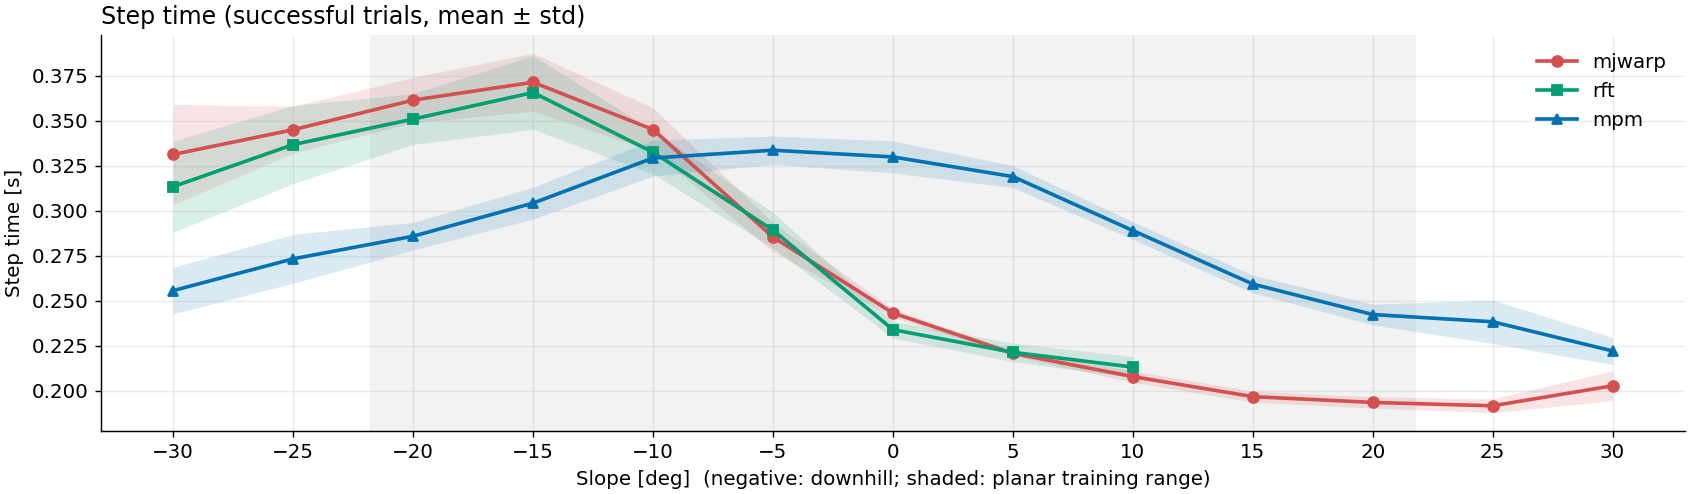 Step time (successful trials, mean ± std)
Step time [s]
0.375
0.350
0.325
0.300
0.275
0.250
0.225
0.200
mjwarp
rft
mpm
−30 −25 −20 −15 −10 −5 0 5 10 15 20 25 30
Slope [deg]  (negative: downhill; shaded: planar training range)